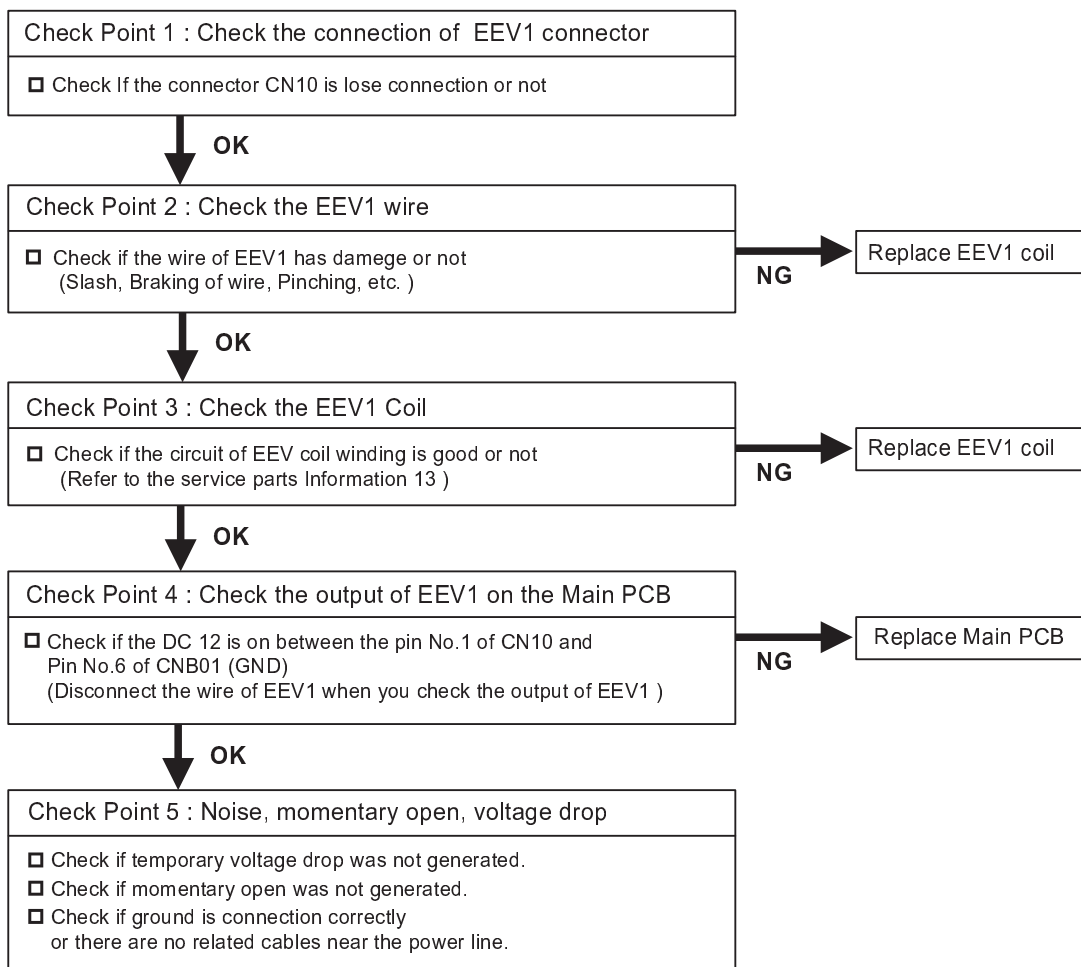 Check Point 1 : Check the connection of EEV1 connector
Check If the connector CN10 is lose connection or not
OK
Check Point 2 : Check the EEV1 wire
Check if the wire of EEV1 has damege or not
(Slash, Braking of wire, Pinching, etc. )
NG
Replace EEV1 coil
OK
Check Point 3 : Check the EEV1 Coil
Check if the circuit of EEV coil winding is good or not
(Refer to the service parts Information 13 )
NG
Replace EEV1 coil
OK
Check Point 4 : Check the output of EEV1 on the Main PCB
Check if the DC 12 is on between the pin No.1 of CN10 and
Pin No.6 of CNB01 (GND)
(Disconnect the wire of EEV1 when you check the output of EEV1 )
NG
Replace Main PCB
OK
Check Point 5 : Noise, momentary open, voltage drop
Check if temporary voltage drop was not generated.
Check if momentary open was not generated.
Check if ground is connection correctly
or there are no related cables near the power line.